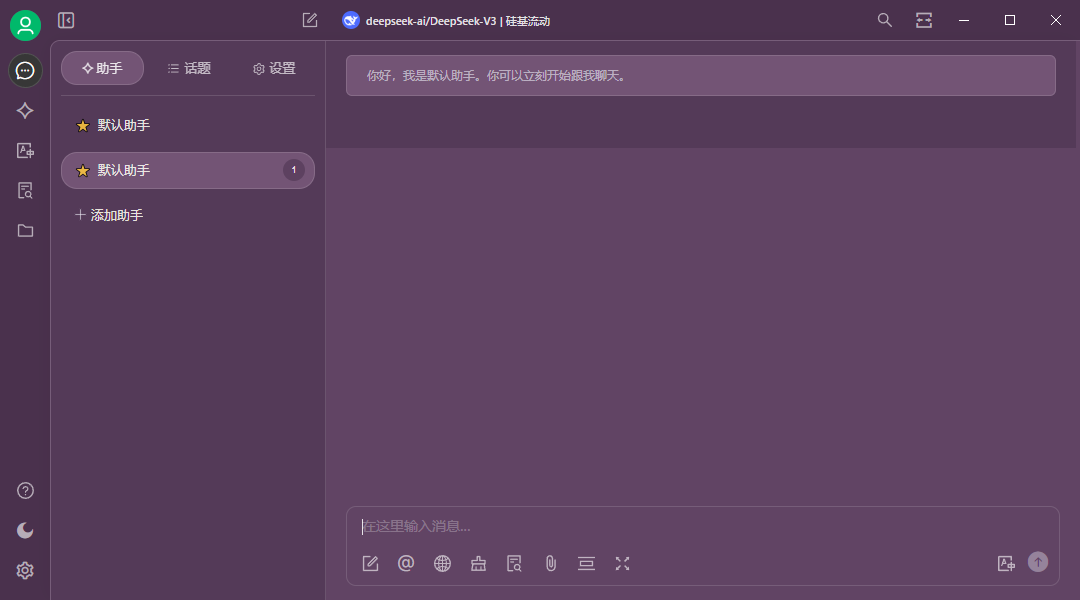 deepseek-ai/DeepSeek-V3 | 硅基流动
助手
话题
设置
你好，我是默认助手。你可以立刻开始跟我聊天。
默认助手
默认助手
1
添加助手
在这里输入消息...